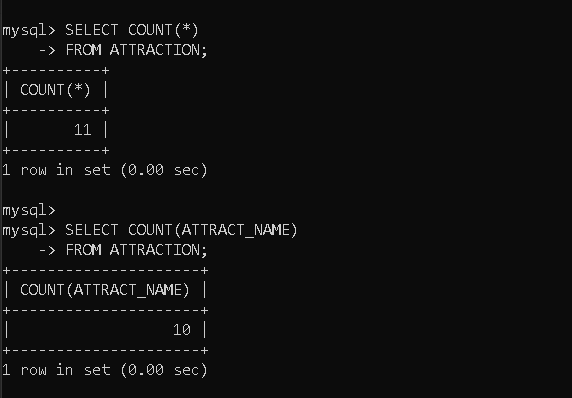 mysql> SELECT COUNT(*)
    -> FROM ATTRACTION;
+----------+
| COUNT(*) |
+----------+
|       11 |
+----------+
1 row in set (0.00 sec)

mysql>
mysql> SELECT COUNT(ATTRACT_NAME)
    -> FROM ATTRACTION;
+---------------------+
| COUNT(ATTRACT_NAME) |
+---------------------+
|                  10 |
+---------------------+
1 row in set (0.00 sec)